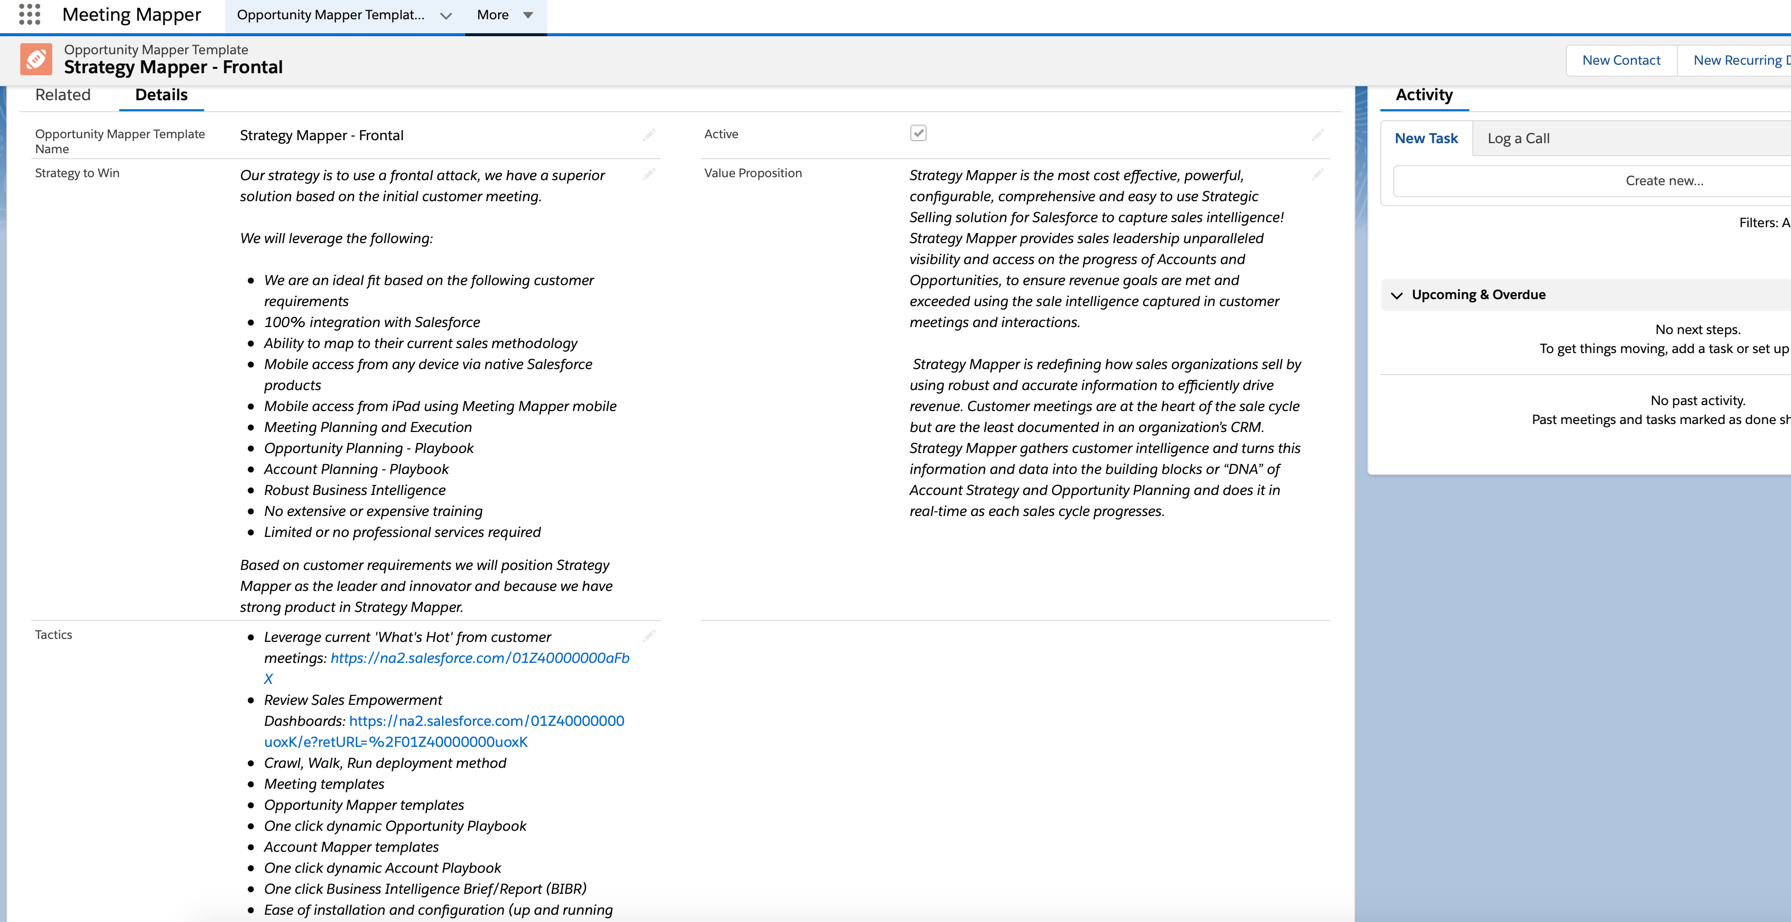 Meeting Mapper
Opportunity Mapper Templat...
More
Opportunity Mapper Template
Strategy Mapper - Frontal
New Contact
New Recurring D
Related
Details
Opportunity Mapper Template
Name
Strategy Mapper - Frontal
Active
Strategy to Win
Our strategy is to use a frontal attack, we have a superior
solution based on the initial customer meeting.
We will leverage the following:
• We are an ideal fit based on the following customer
requirements
• 100% integration with Salesforce
• Ability to map to their current sales methodology
• Mobile access from any device via native Salesforce
products
• Mobile access from iPad using Meeting Mapper mobile
• Meeting Planning and Execution
• Opportunity Planning - Playbook
• Account Planning - Playbook
• Robust Business Intelligence
• No extensive or expensive training
• Limited or no professional services required
Based on customer requirements we will position Strategy
Mapper as the leader and innovator and because we have
strong product in Strategy Mapper.
Value Proposition
Strategy Mapper is the most cost effective, powerful,
configurable, comprehensive and easy to use Strategic
Selling solution for Salesforce to capture sales intelligence!
Strategy Mapper provides sales leadership unparalleled
visibility and access on the progress of Accounts and
Opportunities, to ensure revenue goals are met and
exceeded using the sale intelligence captured in customer
meetings and interactions.
Strategy Mapper is redefining how sales organizations sell by
using robust and accurate information to efficiently drive
revenue. Customer meetings are at the heart of the sale cycle
but are the least documented in an organization's CRM.
Strategy Mapper gathers customer intelligence and turns this
information and data into the building blocks or “DNA” of
Account Strategy and Opportunity Planning and does it in
real-time as each sales cycle progresses.
Tactics
• Leverage current 'What's Hot' from customer
meetings: https://na2.salesforce.com/01Z40000000aFb
X
• Review Sales Empowerment
Dashboards: https://na2.salesforce.com/01Z40000000
uoxK/e?retURL=%2F01Z40000000uoxK
• Crawl, Walk, Run deployment method
• Meeting templates
• Opportunity Mapper templates
• One click dynamic Opportunity Playbook
• Account Mapper templates
• One click dynamic Account Playbook
• One click Business Intelligence Brief/Report (BIBR)
• Ease of installation and configuration (up and running
Activity
New Task
Log a Call
Create new...
Filters: A
Upcoming & Overdue
No next steps.
To get things moving, add a task or set up
No past activity.
Past meetings and tasks marked as done sh